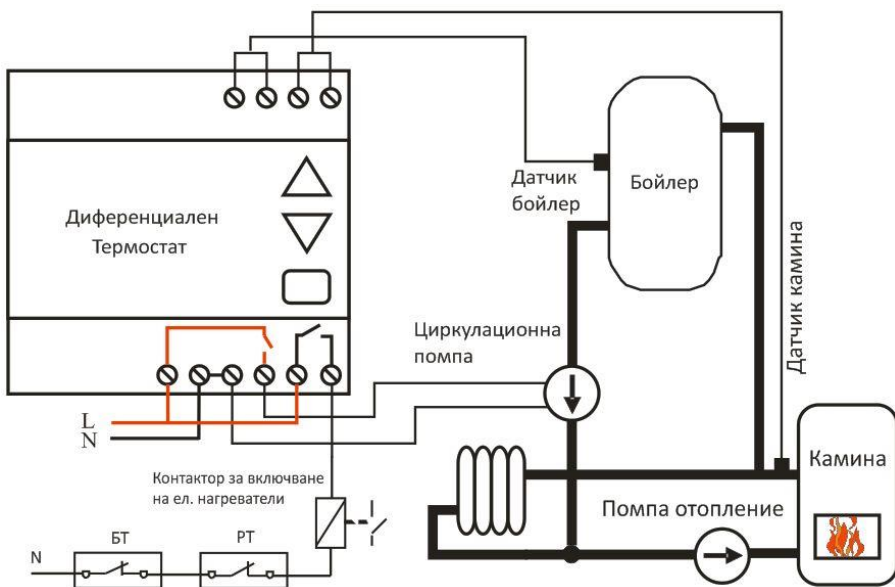 Диференциален
Термостат
Датчик
бойлер
Бойлер
Датчик камина
Циркулационна
помпа
L
N
Контактор за включване
на ел. нагреватели
Камина
Помпа отопление
N
БТ
РТ